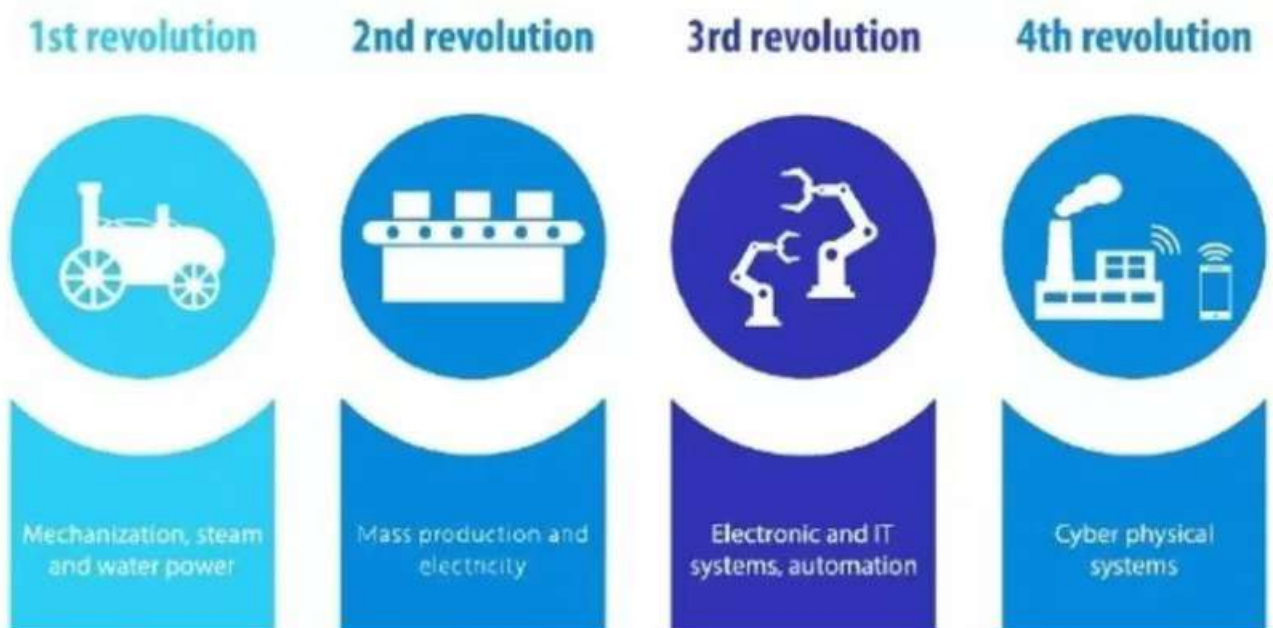 1st revolution
2nd revolution
3rd revolution
4th revolution
Mechanization, steam
and water power
Mass production and
electricity
Electronic and IT
systems, automation
Cyber physical
systems